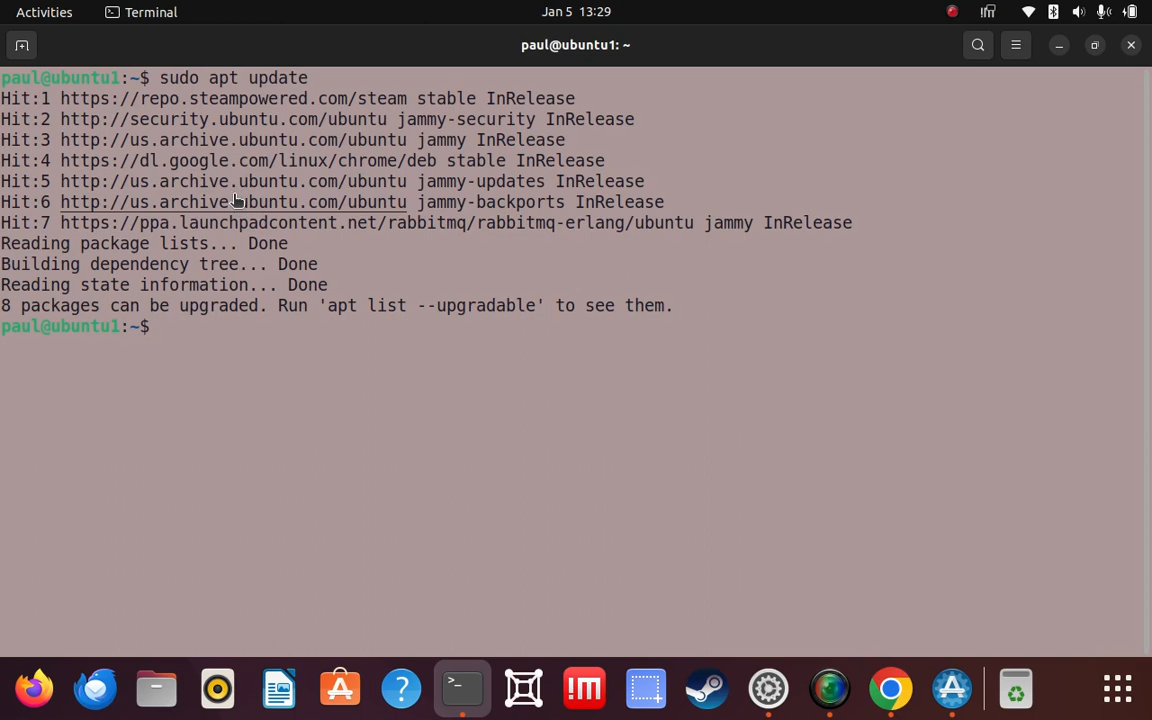 Activities Terminal Jan 5 13:29
paul@ubuntu1: ~
paul@ubuntu1:~$ sudo apt update
Hit:1 https://repo.steampowered.com/steam stable InRelease
Hit:2 http://security.ubuntu.com/ubuntu jammy-security InRelease
Hit:3 http://us.archive.ubuntu.com/ubuntu jammy InRelease
Hit:4 https://dl.google.com/linux/chrome/deb stable InRelease
Hit:5 http://us.archive.ubuntu.com/ubuntu jammy-updates InRelease
Hit:6 http://us.archive.ubuntu.com/ubuntu jammy-backports InRelease
Hit:7 https://ppa.launchpadcontent.net/rabbitmq/rabbitmq-erlang/ubuntu jammy InRelease
Reading package lists... Done
Building dependency tree... Done
Reading state information... Done
8 packages can be upgraded. Run 'apt list --upgradable' to see them.
paul@ubuntu1:~$